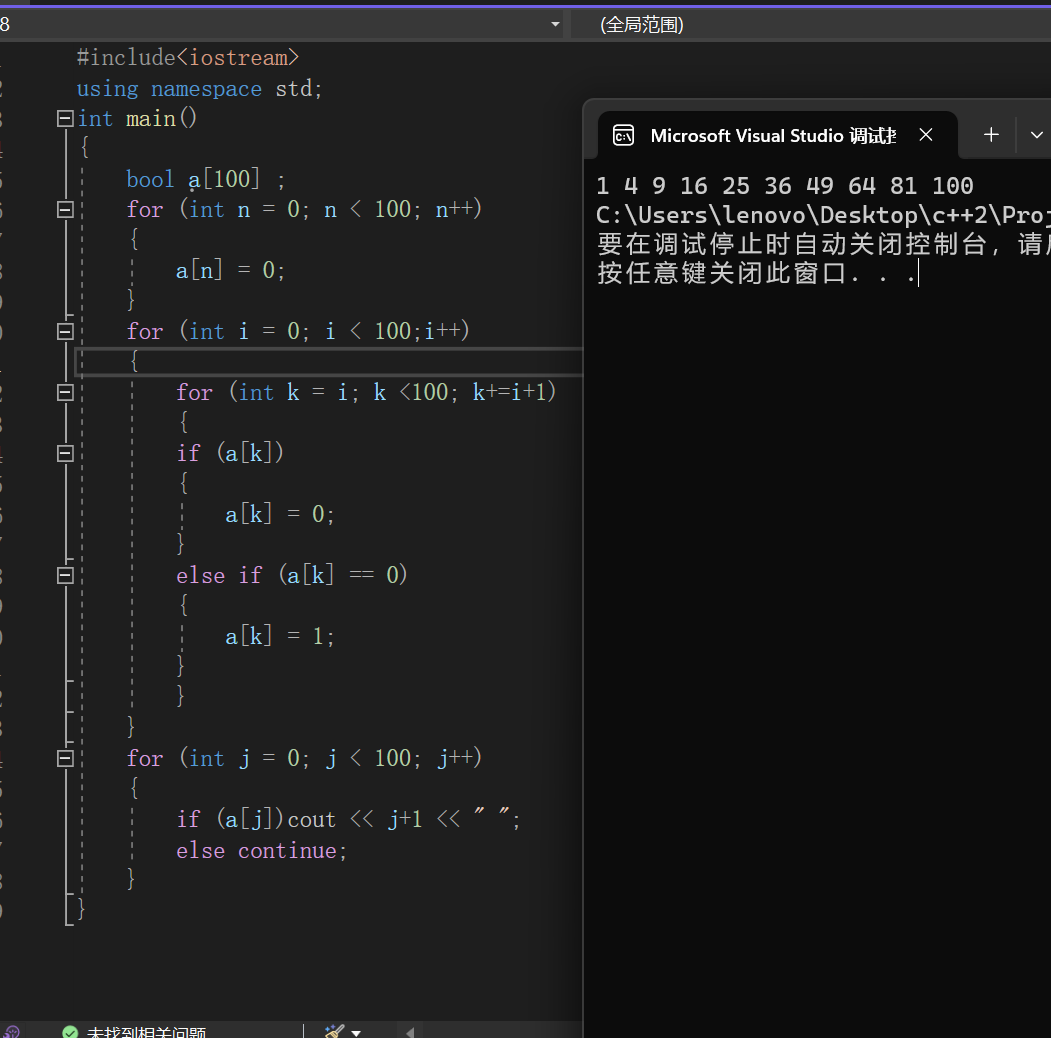 8
(全局范围)
#include<iostream>
using namespace std;
int main()
{
bool a[100] ;
for (int n = 0; n < 100; n++)
{
a[n] = 0;
}
for (int i = 0; i < 100;i++)
{
for (int k = i; k <100; k+=i+1)
{
if (a[k])
{
a[k] = 0;
}
else if (a[k] == 0)
{
a[k] = 1;
}
}
}
for (int j = 0; j < 100; j++)
{
if (a[j])cout << j+1 << " ";
else continue;
}
}
未找到相关问题
Microsoft Visual Studio 调试
1 4 9 16 25 36 49 64 81 100
C:\Users\lenovo\Desktop\c++2\Proj
要在调试停止时自动关闭控制台，请
按任意键关闭此窗口. . .